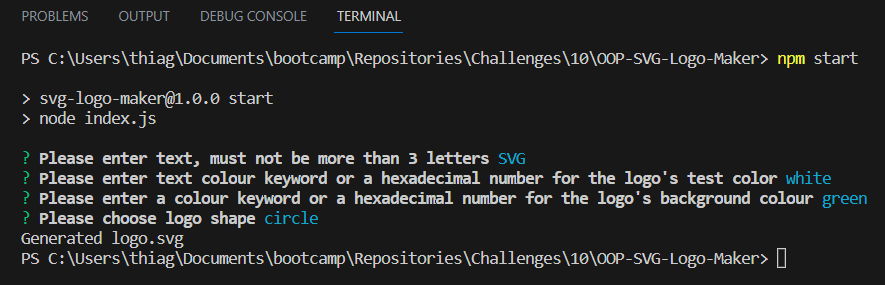 PROBLEMS OUTPUT DEBUG CONSOLE TERMINAL
PS C:\Users\thiag\Documents\bootcamp\Repositories\Challenges\10\OOP-SVG-Logo-Maker> npm start
> svg-logo-maker@1.0.0 start
> node index.js
? Please enter text, must not be more than 3 letters SVG
? Please enter text colour keyword or a hexadecimal number for the logo's test color white
? Please enter a colour keyword or a hexadecimal number for the logo's background colour green
? Please choose logo shape circle
Generated logo.svg
PS C:\Users\thiag\Documents\bootcamp\Repositories\Challenges\10\OOP-SVG-Logo-Maker>